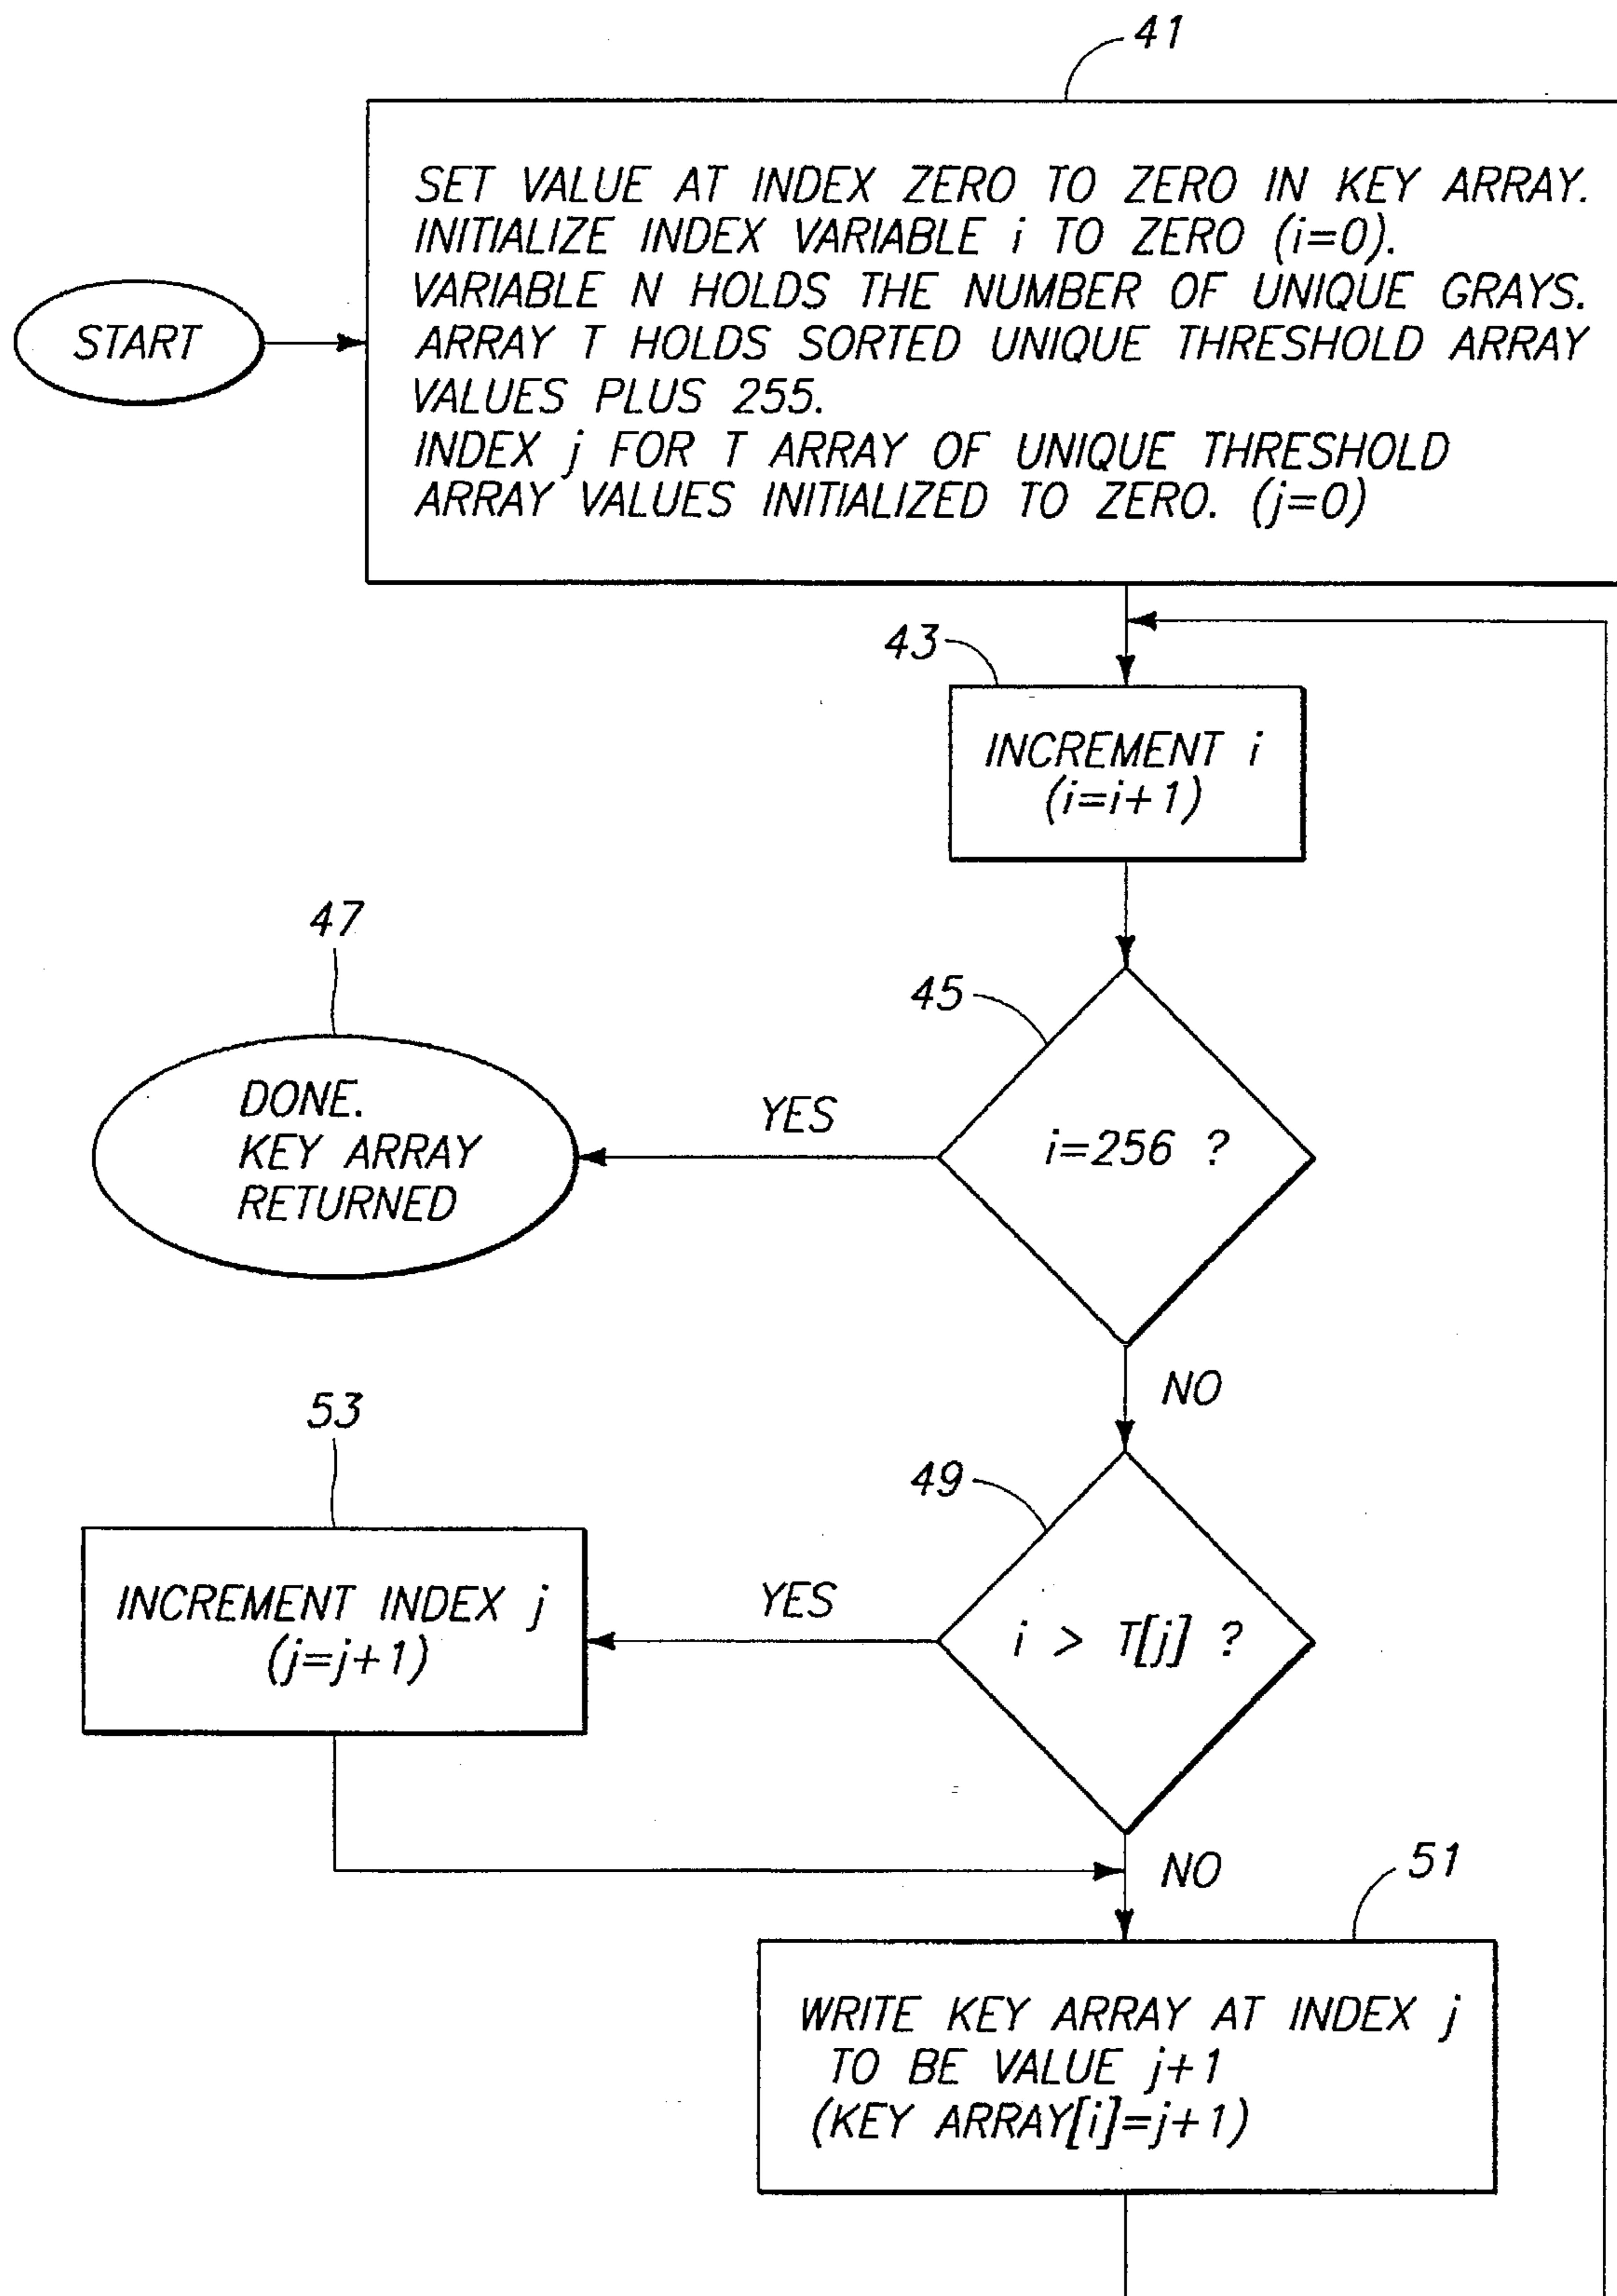 41
SET VALUE AT INDEX ZERO TO ZERO IN KEY ARRAY.
INITIALIZE INDEX VARIABLE i TO ZERO (i=0).
VARIABLE N HOLDS THE NUMBER OF UNIQUE GRAYS.
ARRAY T HOLDS SORTED UNIQUE THRESHOLD ARRAY
VALUES PLUS 255.
INDEX j FOR T ARRAY OF UNIQUE THRESHOLD
ARRAY VALUES INITIALIZED TO ZERO. (j=0)
START
43
INCREMENT i
(i=i+1)
47
45
DONE.
KEY ARRAY
RETURNED
YES
i=256 ?
NO
53
49
INCREMENT INDEX j
(j=j+1)
YES
i > T[j] ?
NO
51
WRITE KEY ARRAY AT INDEX j
TO BE VALUE j+1
(KEY ARRAY[i]=j+1)